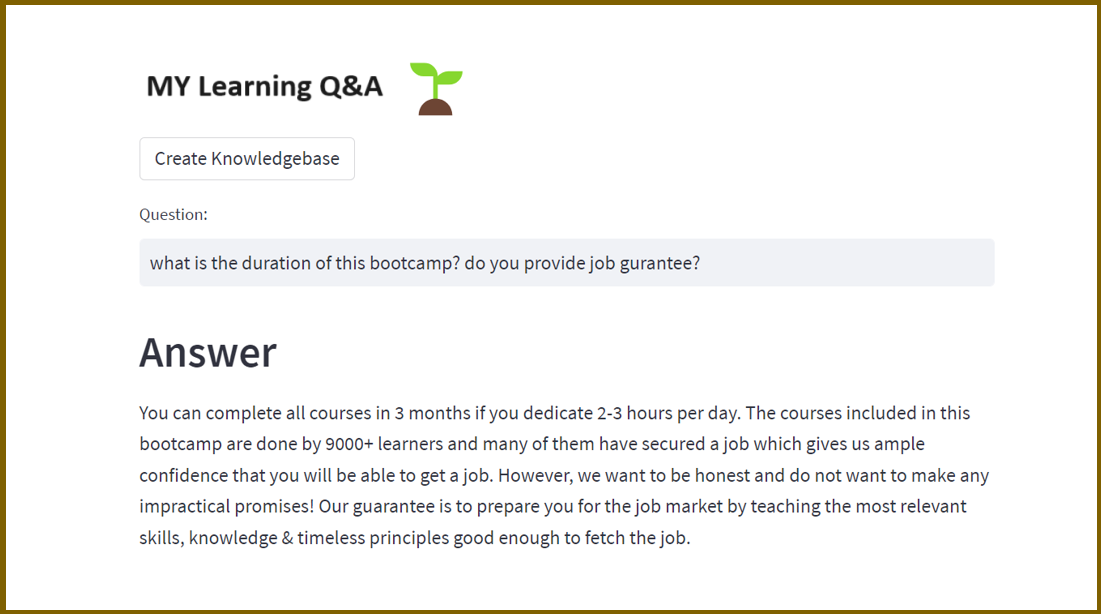 MY Learning Q&A
Create Knowledgebase
Question:
what is the duration of this bootcamp? do you provide job gurantee?
Answer
You can complete all courses in 3 months if you dedicate 2-3 hours per day. The courses included in this
bootcamp are done by 9000+ learners and many of them have secured a job which gives us ample
confidence that you will be able to get a job. However, we want to be honest and do not want to make any
impractical promises! Our guarantee is to prepare you for the job market by teaching the most relevant
skills, knowledge & timeless principles good enough to fetch the job.